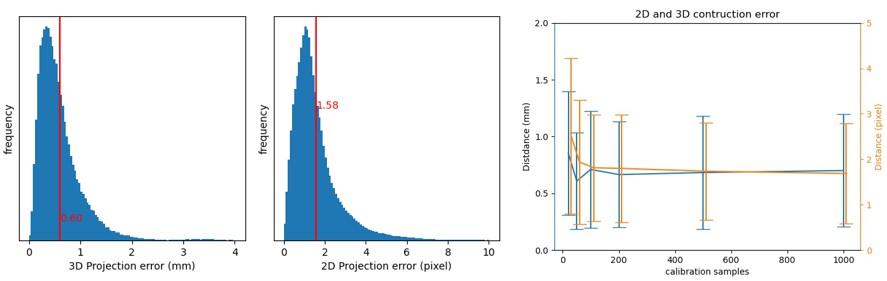 frequency
0.60
0 1 2 3 4
3D Projection error (mm)
frequency
1.58
0 2 4 6 8 10
2D Projection error (pixel)
2D and 3D contruction error
Distdance (mm)
2.0
1.5
1.0
0.5
0.0
0 200 400 600 800 1000
calibration samples
5
4
3
2
1
0
Distance (pixel)